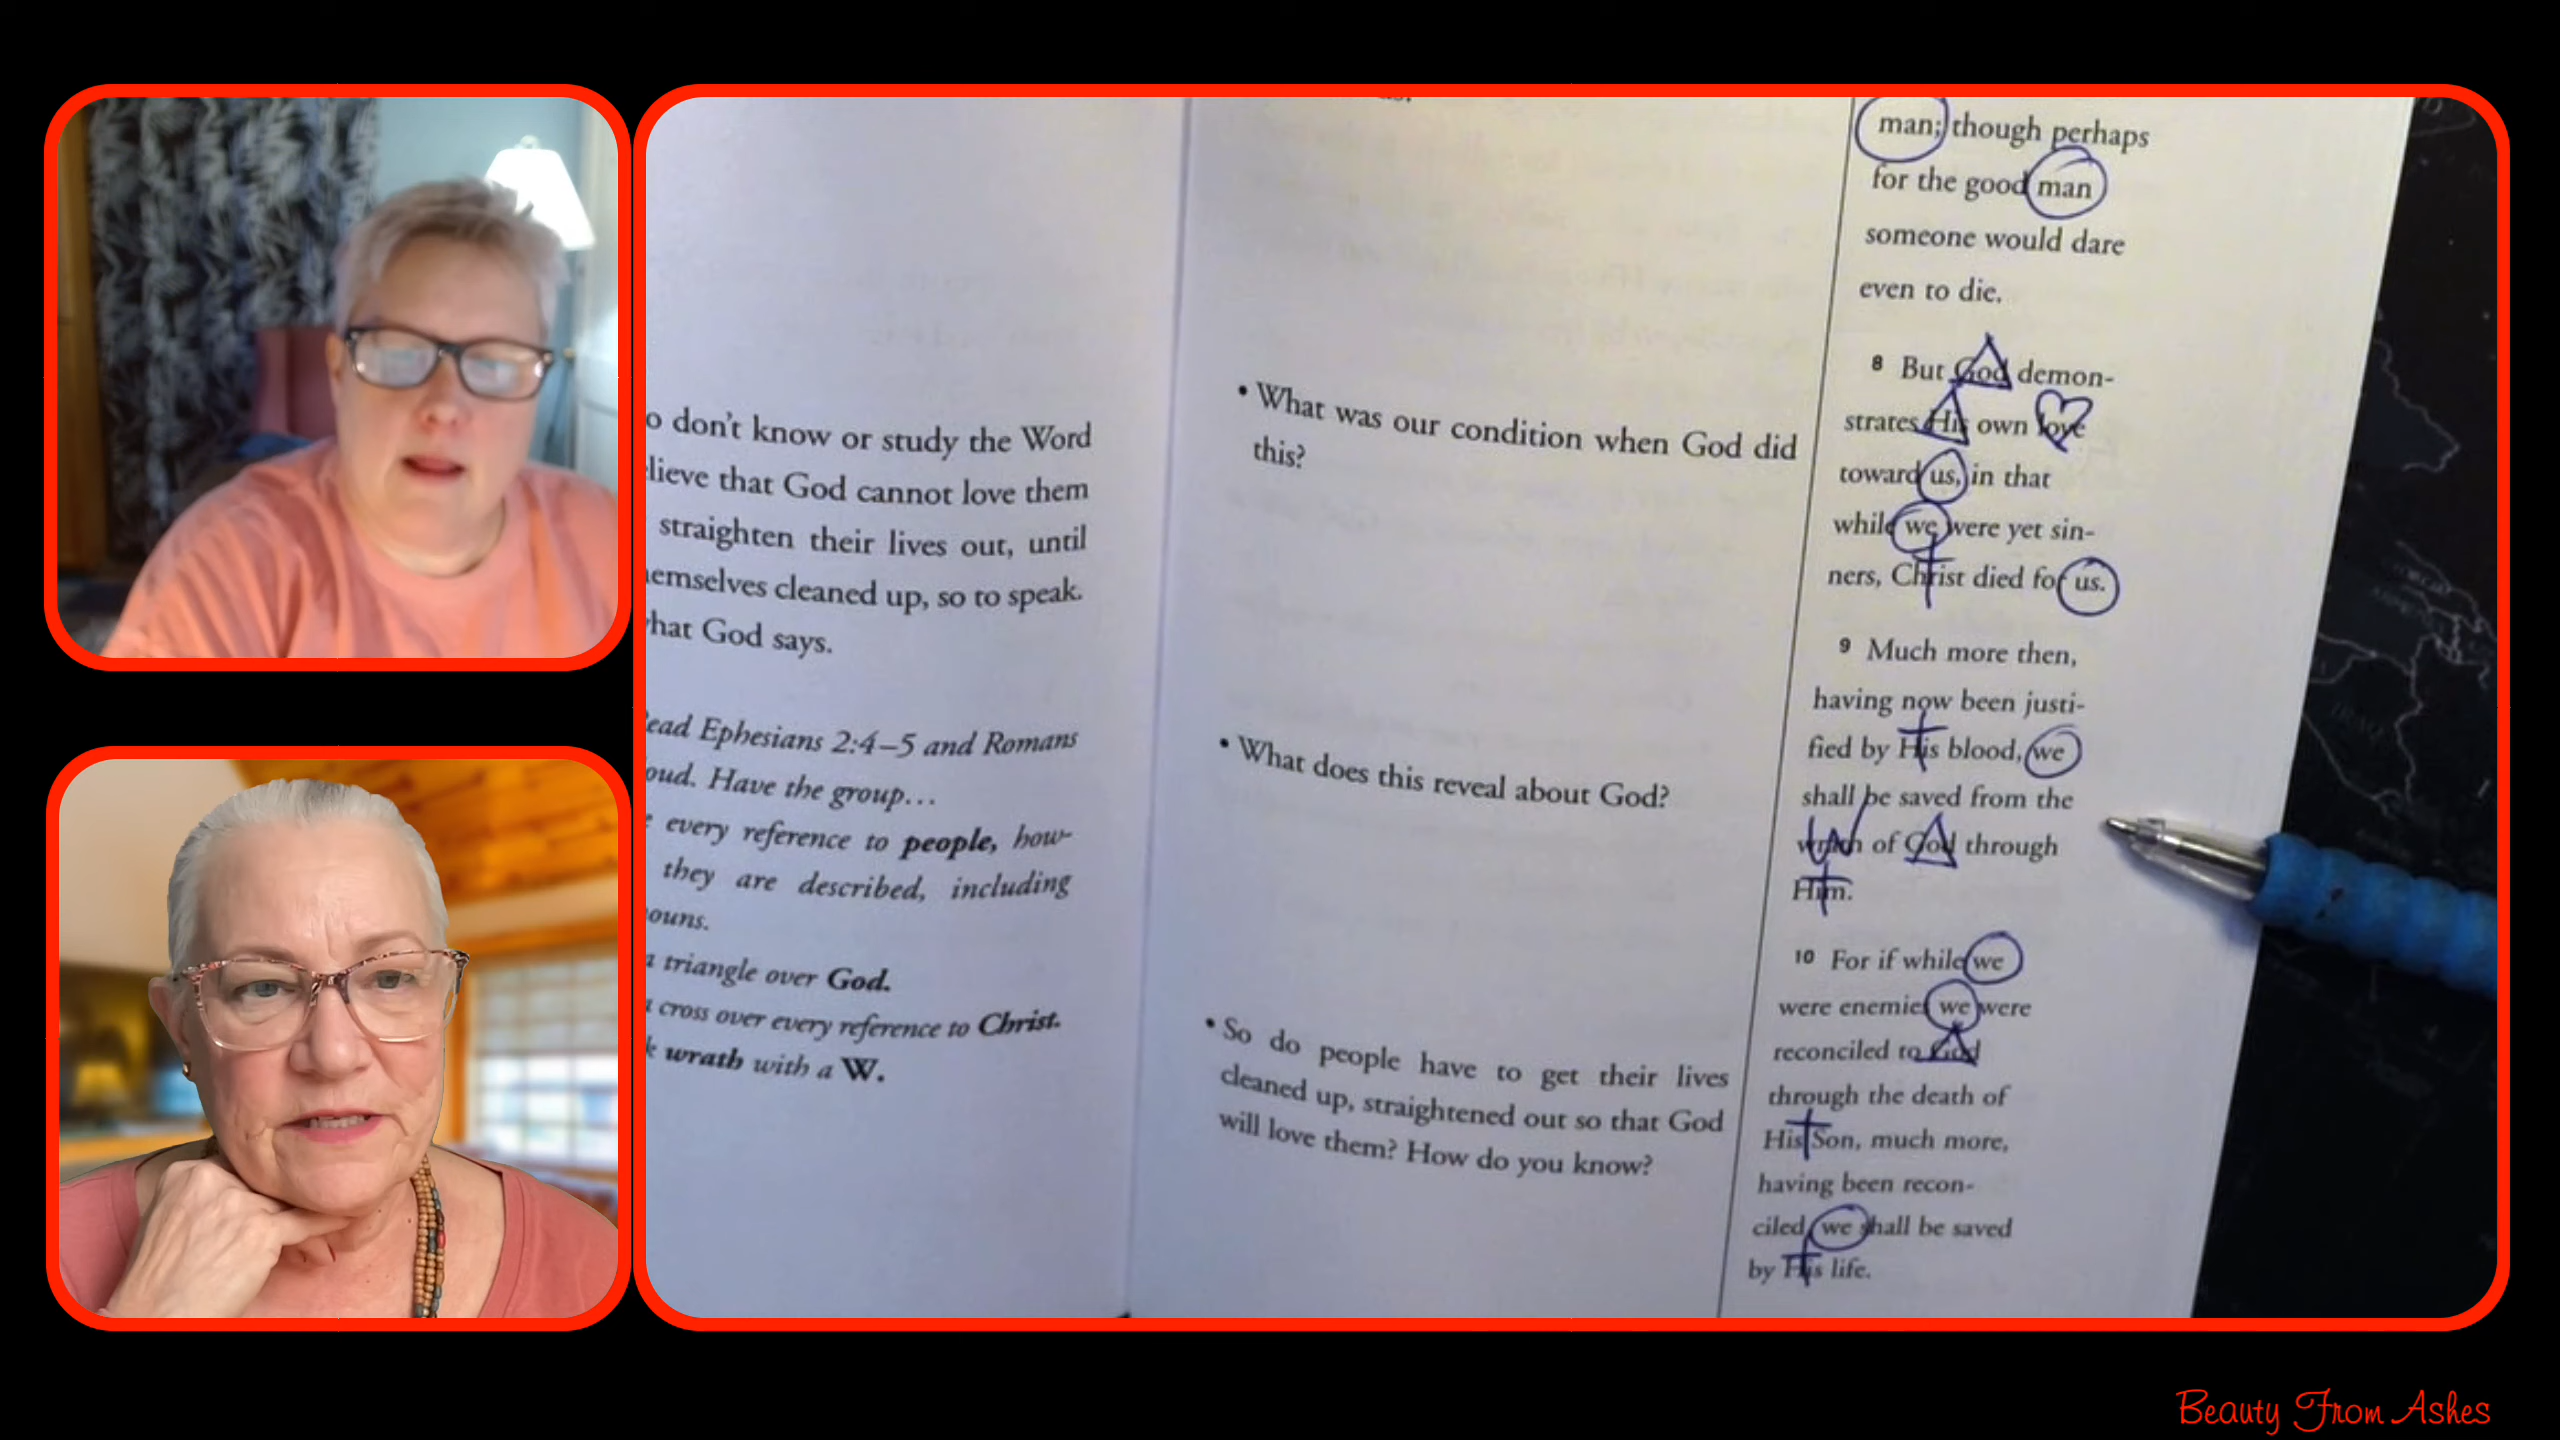 o don't know or study the Word
lieve that God cannot love them
straighten their lives out, until
hemselves cleaned up, so to speak.
what God says.
Read Ephesians 2:4–5 and Romans
oud. Have the group…
every reference to people, how-
they are described, including
nouns.
a triangle over God.
a cross over every reference to Christ.
k wrath with a W.
• What was our condition when God did
this?
• What does this reveal about God?
• So do people have to get their lives
cleaned up, straightened out so that God
will love them? How do you know?
man; though perhaps
for the good man
someone would dare
even to die.
8 But God demon-
strates His own love
toward us, in that
while we were yet sin-
ners, Christ died for us.
9 Much more then,
having now been justi-
fied by His blood, we
shall be saved from the
wrath of God through
Him.
10 For if while we
were enemies we were
reconciled to God
through the death of
His Son, much more,
having been recon-
ciled, we shall be saved
by His life.
Beauty From Ashes